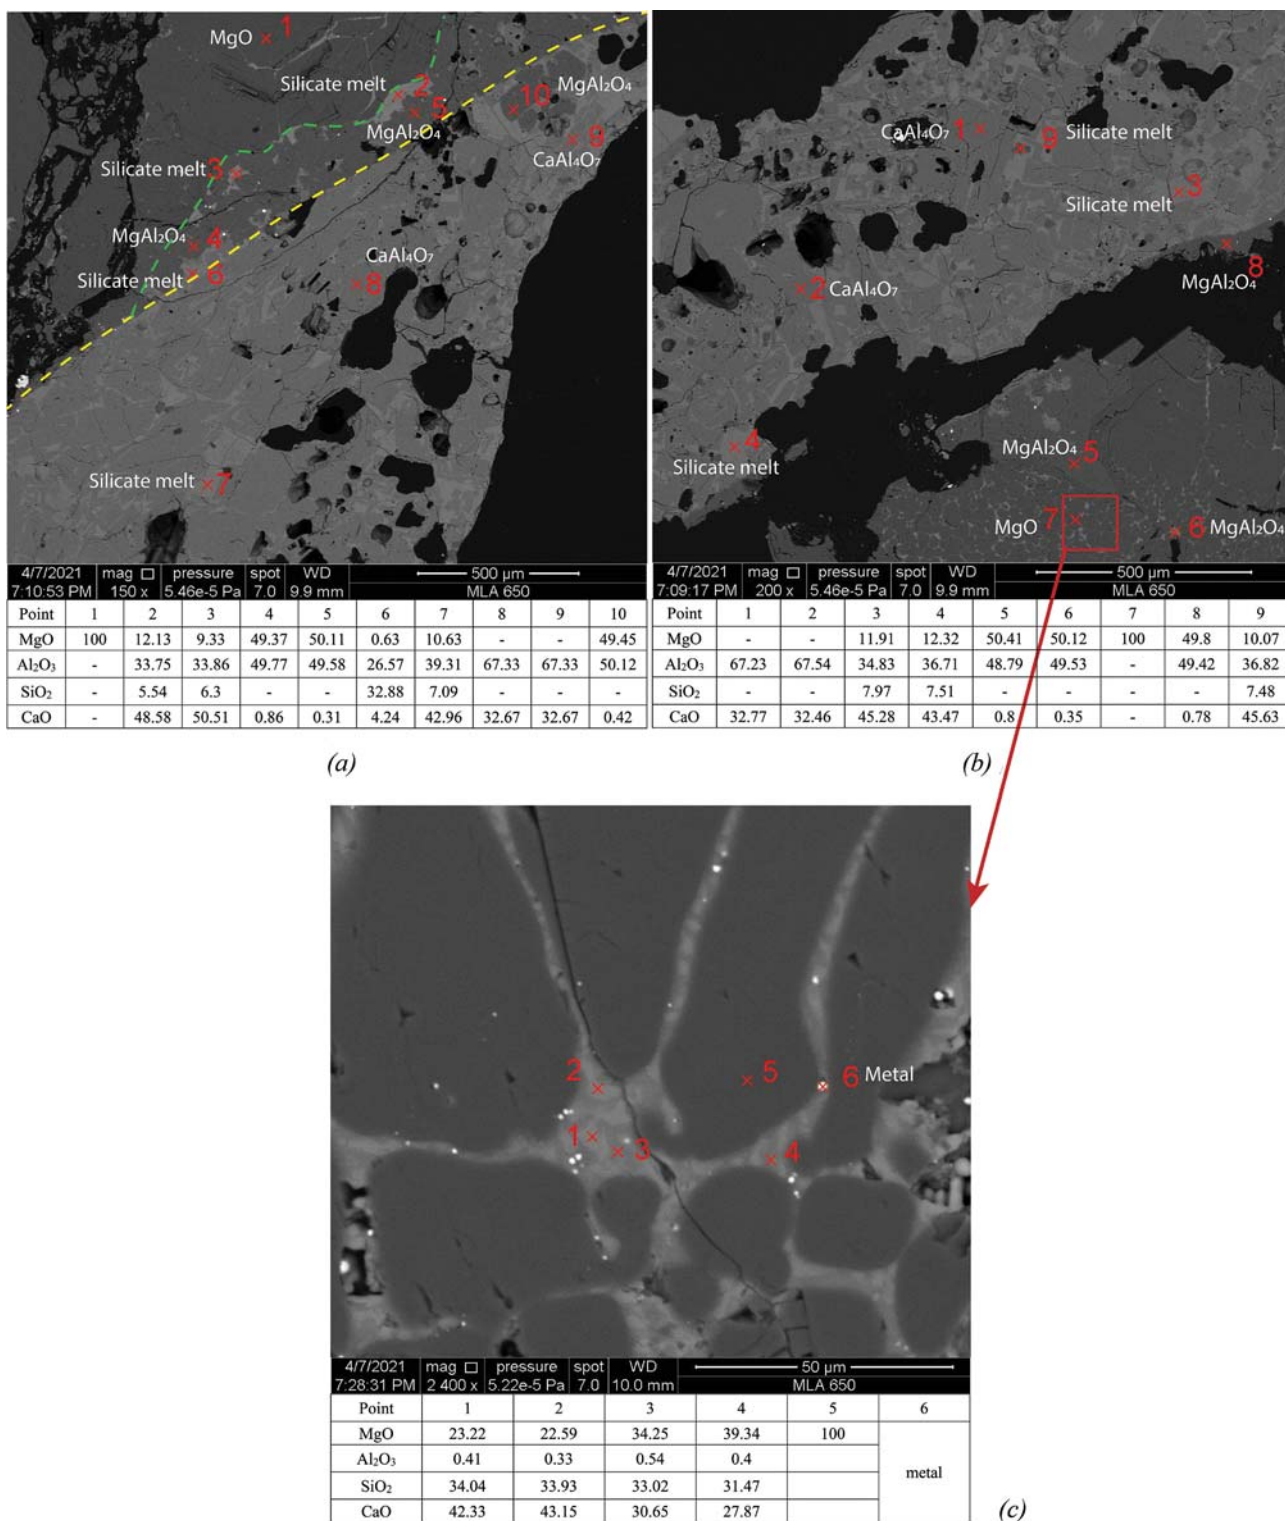 a
MgO 1
Silicate melt 2
MgAl₂O₄
10
5
MgAl₂O₄
9
CaAl₄O₇
Silicate melt 3
MgAl₂O₄ 4
CaAl₄O₇
Silicate melt 6
8
Silicate melt 7
4/7/2021 mag □ pressure spot WD 500 µm
7:10:53 PM 150 x 5.46e-5 Pa 7.0 9.9 mm MLA 650
Point 1 2 3 4 5 6 7 8 9 10
MgO 100 12.13 9.33 49.37 50.11 0.63 10.63 - - 49.45
Al₂O₃ - 33.75 33.86 49.77 49.58 26.57 39.31 67.33 67.33 50.12
SiO₂ - 5.54 6.3 - - 32.88 7.09 - - -
CaO - 48.58 50.51 0.86 0.31 4.24 42.96 32.67 32.67 0.42
(a)
CaAl₄O₇ 1
9 Silicate melt
3
Silicate melt
8
MgAl₂O₄
2 CaAl₄O₇
4
Silicate melt
MgAl₂O₄ 5
MgO 7
6 MgAl₂O₄
4/7/2021 mag □ pressure spot WD 500 µm
7:09:17 PM 200 x 5.46e-5 Pa 7.0 9.9 mm MLA 650
Point 1 2 3 4 5 6 7 8 9
MgO - - 11.91 12.32 50.41 50.12 100 49.8 10.07
Al₂O₃ 67.23 67.54 34.83 36.71 48.79 49.53 - 49.42 36.82
SiO₂ - - 7.97 7.51 - - - 7.48
CaO 32.77 32.46 45.28 43.47 0.8 0.35 - 0.78 45.63
(b)
2
5
6 Metal
1
3
4
4/7/2021 mag □ pressure spot WD 50 µm
7:28:31 PM 2 400 x 5.22e-5 Pa 7.0 10.0 mm MLA 650
Point 1 2 3 4 5 6
MgO 23.22 22.59 34.25 39.34 100 metal
Al₂O₃ 0.41 0.33 0.54 0.4
SiO₂ 34.04 33.93 33.02 31.47
CaO 42.33 43.15 30.65 27.87
(c)